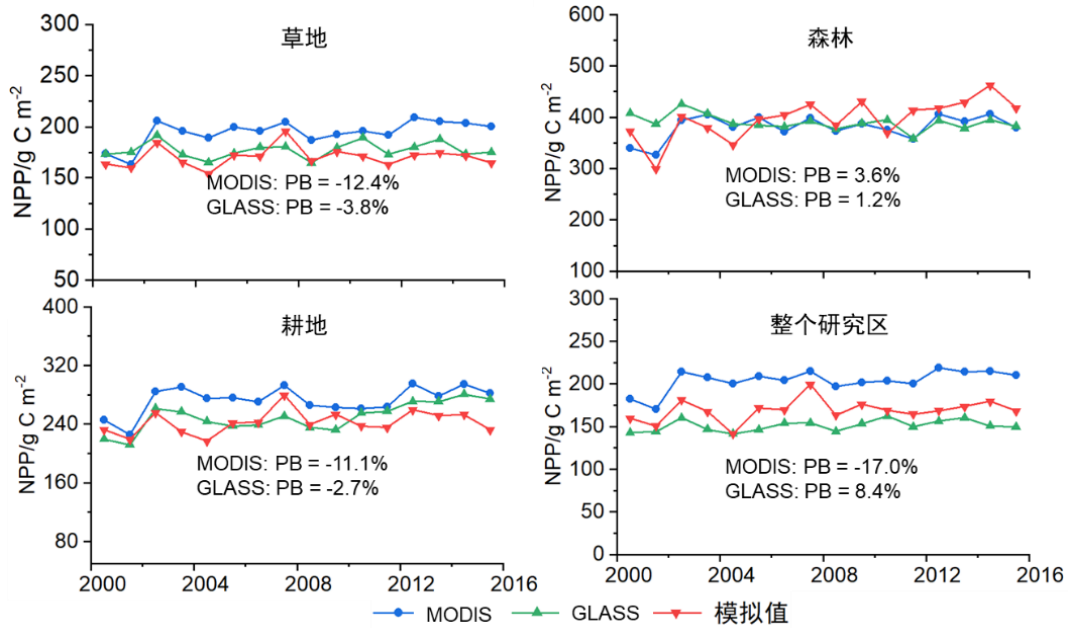 草地
NPP/g C m⁻²
300
250
200
150
100
50
MODIS: PB = -12.4%
GLASS: PB = -3.8%
森林
NPP/g C m⁻²
600
500
400
300
200
100
MODIS: PB = 3.6%
GLASS: PB = 1.2%
耕地
NPP/g C m⁻²
400
320
240
160
80
MODIS: PB = -11.1%
GLASS: PB = -2.7%
2000 2004 2008 2012 2016
整个研究区
NPP/g C m⁻²
300
250
200
150
100
50
0
MODIS: PB = -17.0%
GLASS: PB = 8.4%
2000 2004 2008 2012 2016
MODIS GLASS 模拟值